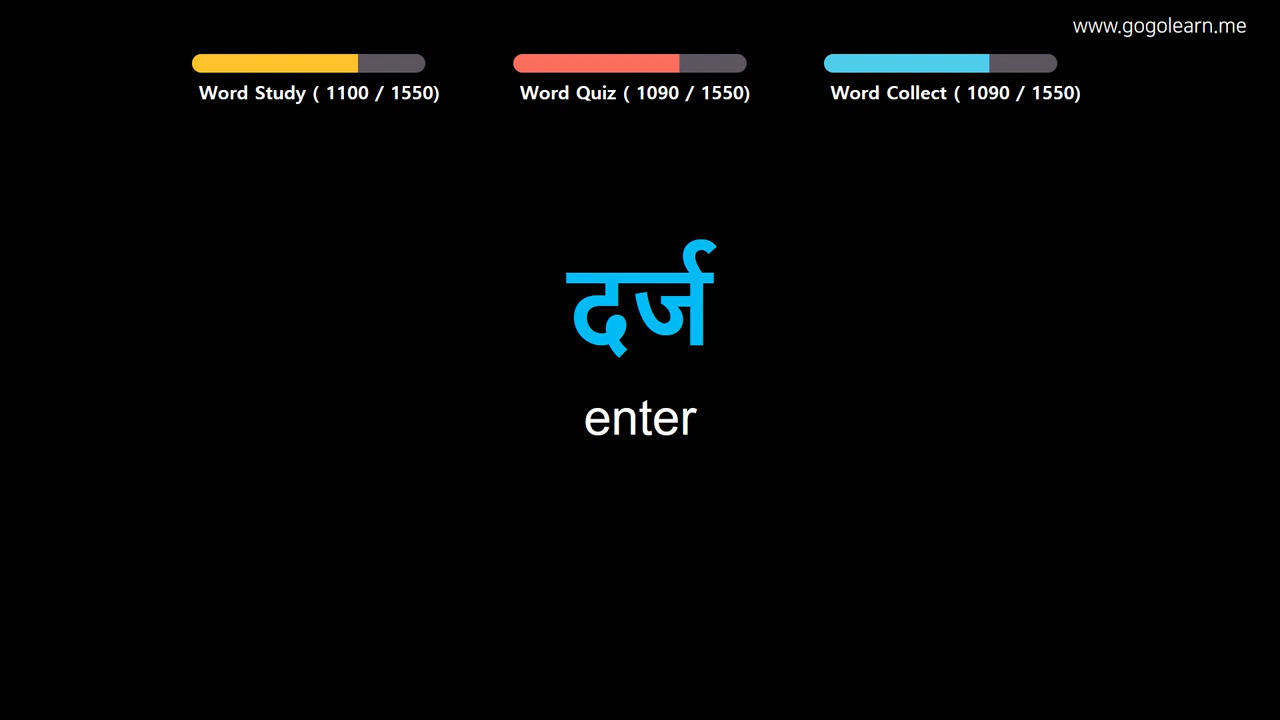 www.gogolearn.me
Word Study ( 1100 / 1550)
Word Quiz ( 1090 / 1550)
Word Collect ( 1090 / 1550)
दर्ज
enter